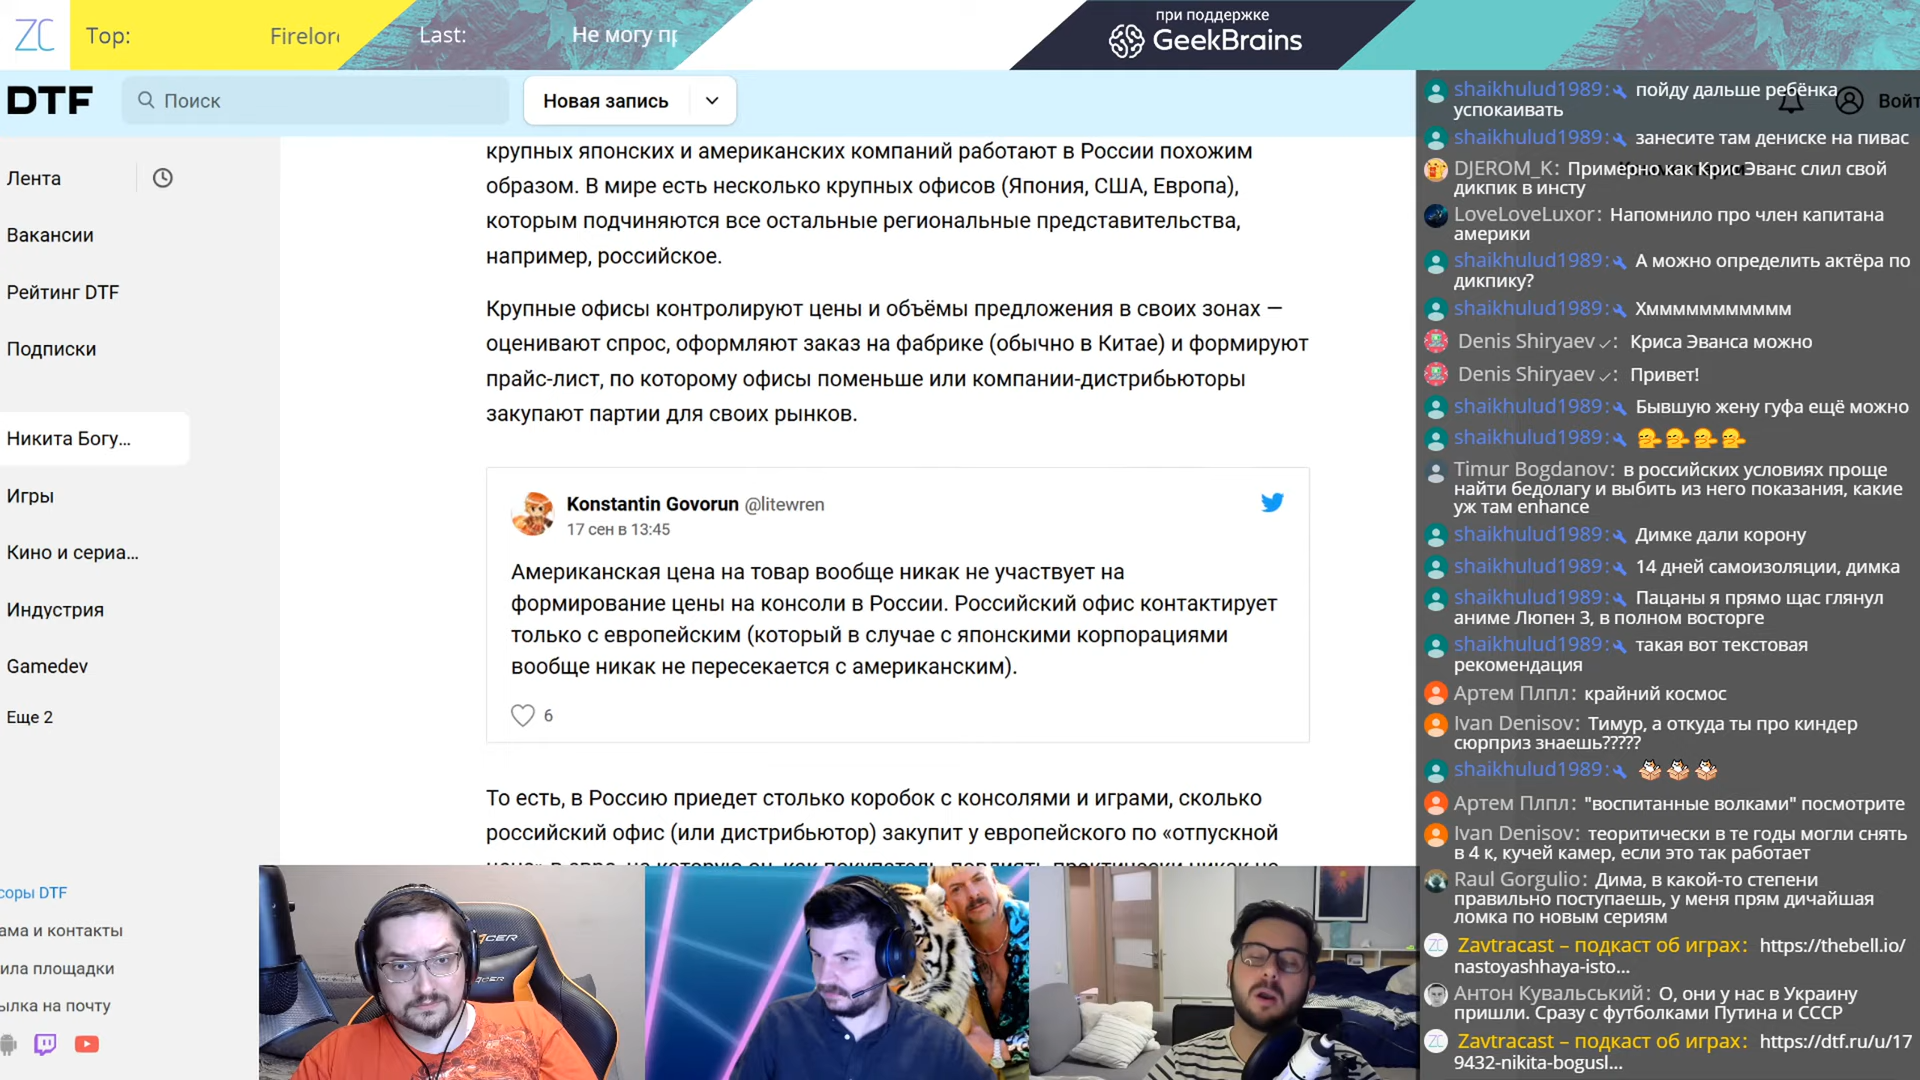 ZC
Top:
Firelor
Last:
Не могу пр
при поддержке
GeekBrains
DTF
Поиск
Новая запись
Войт
Лента
Вакансии
Рейтинг DTF
Подписки
Никита Богу...
Игры
Кино и сериа...
Индустрия
Gamedev
Еще 2
соры DTF
ама и контакты
ила площадки
ылка на почту
крупных японских и американских компаний работают в России похожим
образом. В мире есть несколько крупных офисов (Япония, США, Европа),
которым подчиняются все остальные региональные представительства,
например, российское.
Крупные офисы контролируют цены и объёмы предложения в своих зонах —
оценивают спрос, оформляют заказ на фабрике (обычно в Китае) и формируют
прайс-лист, по которому офисы поменьше или компании-дистрибьюторы
закупают партии для своих рынков.
Konstantin Govorun @litewren
17 сен в 13:45
Американская цена на товар вообще никак не участвует на
формирование цены на консоли в России. Российский офис контактирует
только с европейским (который в случае с японскими корпорациями
вообще никак не пересекается с американским).
6
То есть, в Россию приедет столько коробок с консолями и играми, сколько
российский офис (или дистрибьютор) закупит у европейского по «отпускной
shaikhulud1989: пойду дальше ребёнка
успокаивать
shaikhulud1989: занесите там дениске на пивас
DJEROM_K: Примерно как Крис Эванс слил свой
дикпик в инсту
LoveLoveLuxor: Напомнило про член капитана
америки
shaikhulud1989: А можно определить актёра по
дикпику?
shaikhulud1989: Хммммммммммм
Denis Shiryaev: Криса Эванса можно
Denis Shiryaev: Привет!
shaikhulud1989: Бывшую жену гуфа ещё можно
shaikhulud1989:
Timur Bogdanov: в российских условиях проще
найти бедолагу и выбить из него показания, какие
уж там enhance
shaikhulud1989: Димке дали корону
shaikhulud1989: 14 дней самоизоляции, димка
shaikhulud1989: Пацаны я прямо щас глянул
аниме Люпен 3, в полном восторге
shaikhulud1989: такая вот текстовая
рекомендация
Артем Плпл: крайний космос
Ivan Denisov: Тимур, а откуда ты про киндер
сюрприз знаешь?????
shaikhulud1989:
Артем Плпл: "воспитанные волками" посмотрите
Ivan Denisov: теоритически в те годы могли снять
в 4 к, кучей камер, если это так работает
Raul Gorgulio: Дима, в какой-то степени
правильно поступаешь, у меня прям дичайшая
ломка по новым сериям
Zavtracast – подкаст об играх: https://thebell.io/
nastoyashhaya-isto...
Антон Кувальський: О, они у нас в Украину
пришли. Сразу с футболками Путина и СССР
Zavtracast – подкаст об играх: https://dtf.ru/u/17
9432-nikita-bogusl...